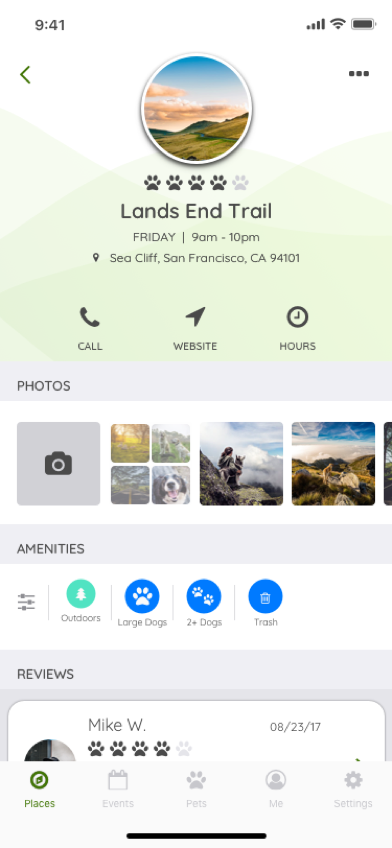 9:41
Lands End Trail
FRIDAY | 9am - 10pm
Sea Cliff, San Francisco, CA 94101
CALL WEBSITE HOURS
PHOTOS
AMENITIES
Outdoors Large Dogs 2+ Dogs Trash
REVIEWS
Mike W. 08/23/17
Places Events Pets Me Settings